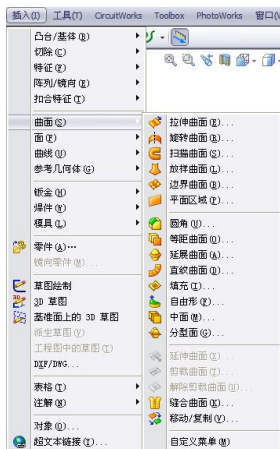 插入(I) 工具(T) CircuitWorks Toolbox PhotoWorks 窗口(
凸台/基体(B)
切除(C)
特征(F)
阵列/镜向(E)
扣合特征(T)
曲面(S)
面(F)
曲线(U)
参考几何体(G)
钣金(H)
焊件(W)
模具(L)
零件(A)...
镜向零件(M)...
草图绘制
3D 草图
基准面上的 3D 草图
派生草图(V)
工程图中的草图(T)
DXF/DWG...
表格(T)
注解(N)
对象(O)...
超文本链接(I)...
拉伸曲面(E)...
旋转曲面(R)...
扫描曲面(S)...
放样曲面(L)...
边界曲面(B)...
平面区域(P)...
圆角(U)...
等距曲面(O)...
延展曲面(A)...
直纹曲面(D)...
填充(I)...
自由形(F)...
中面(M)...
分型面(G)...
延伸曲面(X)...
剪裁曲面(T)...
解除剪裁曲面(U)...
缝合曲面(K)...
移动/复制(V)...
自定义菜单(M)